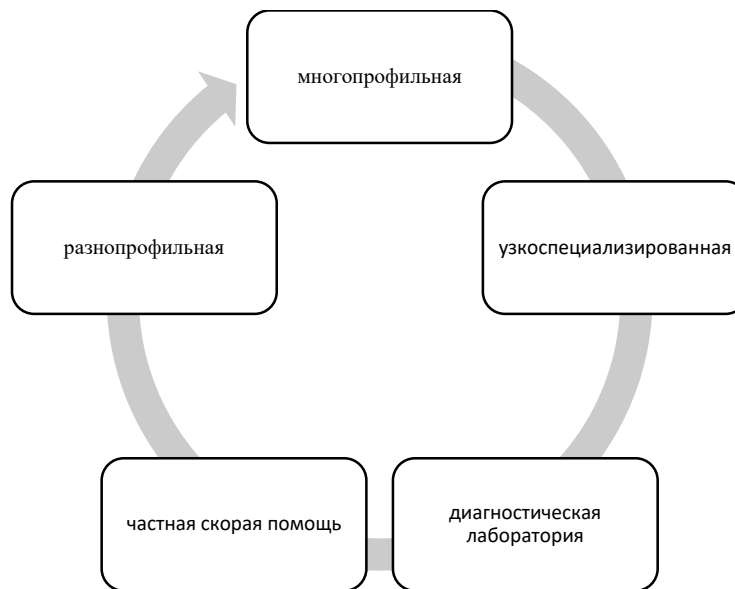 многопрофильная
узкоспециализированная
диагностическая
лаборатория
частная скорая помощь
разнопрофильная